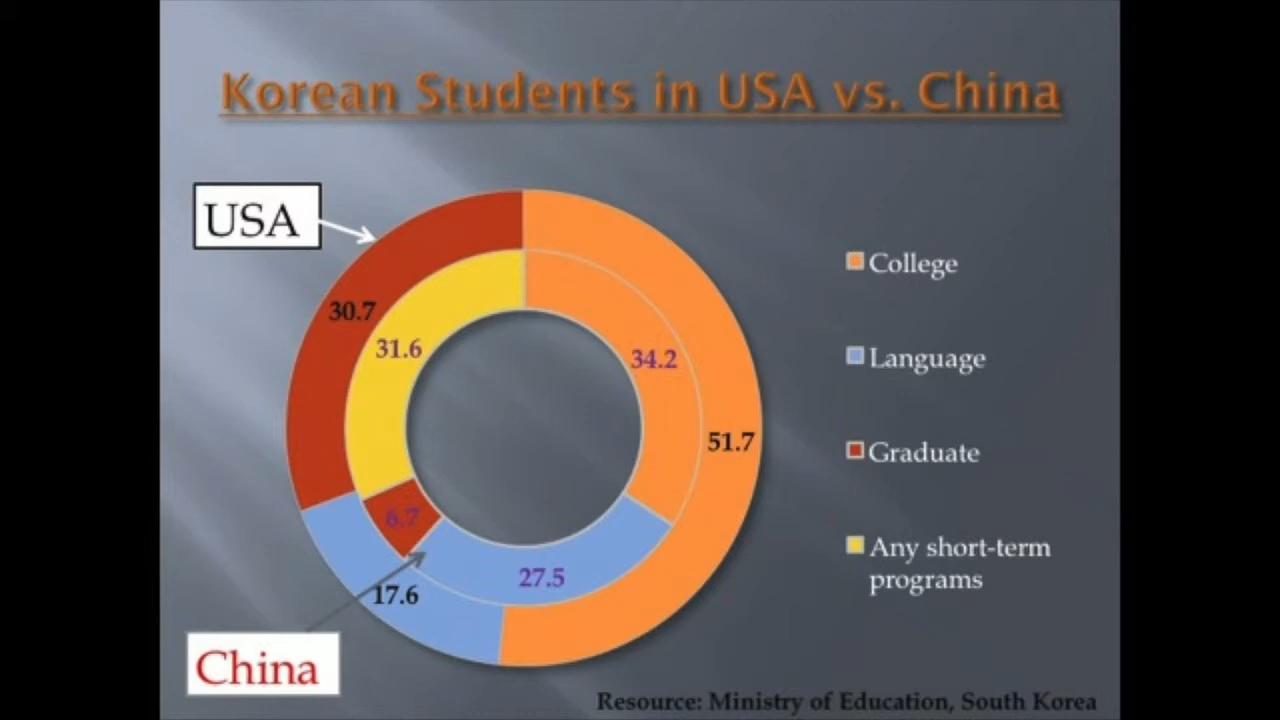 Korean Students in USA vs. China
USA
30.7
31.6
34.2
51.7
6.7
27.5
17.6
China
College
Language
Graduate
Any short-term
programs
Resource: Ministry of Education, South Korea